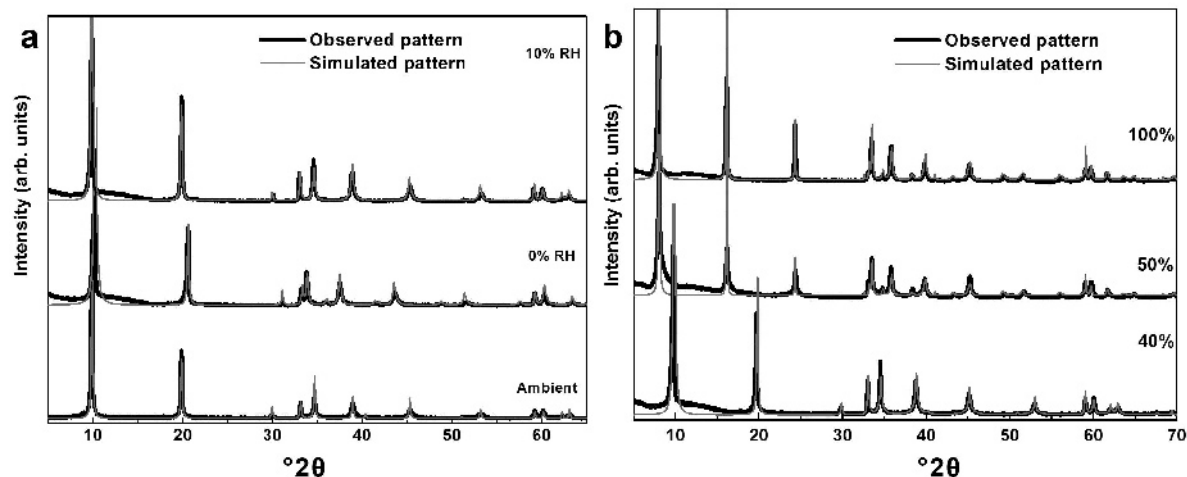 a
Observed pattern
Simulated pattern
10% RH
0% RH
Ambient
Intensity (arb. units)
10 20 30 40 50 60
°2θ
b
Observed pattern
Simulated pattern
100%
50%
40%
Intensity (arb. units)
10 20 30 40 50 60 70
°2θ